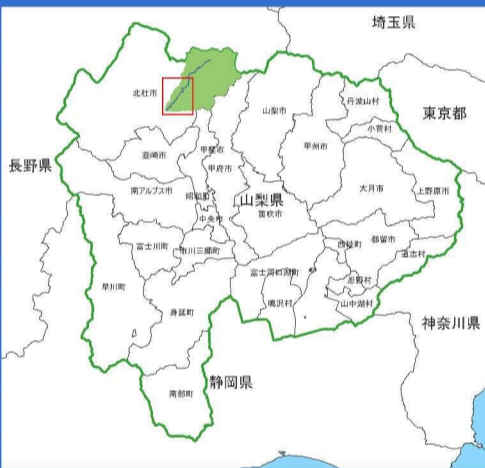 埼玉県
北杜市
丹波山村
山梨市
東京都
小菅村
甲州市
長野県
韮崎市
甲斐市
甲府市
南アルプス市
昭和町
山梨県
大月市
上野原市
笛吹市
中央市
富士川町
市川三郷町
西桂町
都留市
道志村
早川町
富士河口湖町
忍野村
身延町
鳴沢村
山中湖村
神奈川県
静岡県
南部町